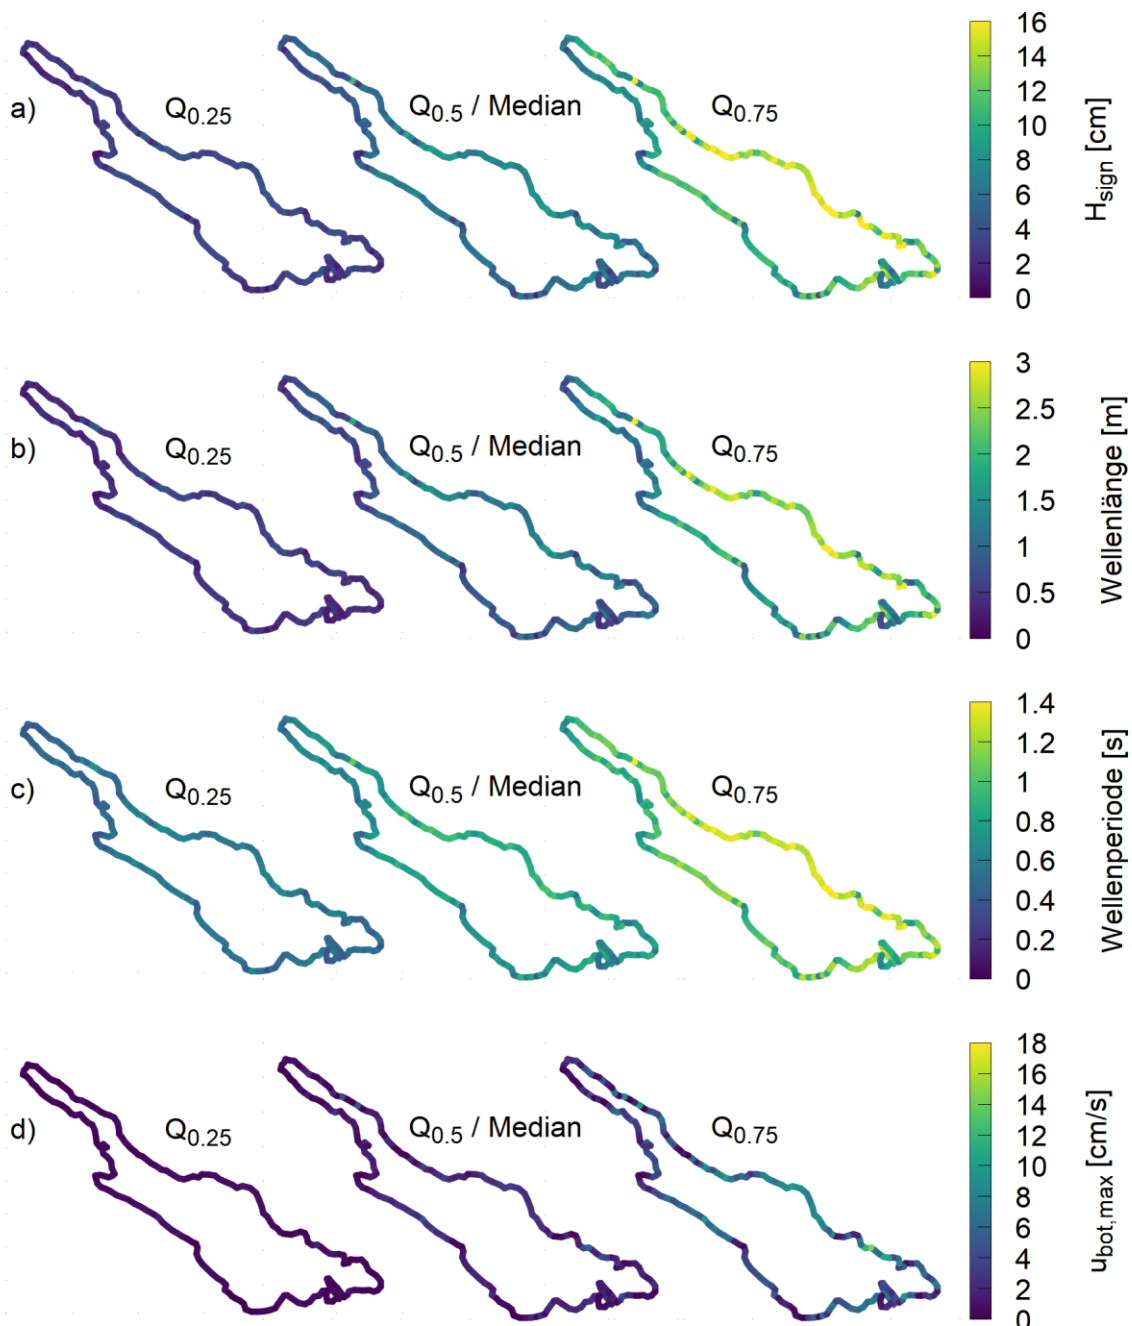 a)
Q0.25
Q0.5 / Median
Q0.75
16
14
12
10
8
6
4
2
0
Hsign [cm]
b)
Q0.25
Q0.5 / Median
Q0.75
3
2.5
2
1.5
1
0.5
0
Wellenlänge [m]
c)
Q0.25
Q0.5 / Median
Q0.75
1.4
1.2
1
0.8
0.6
0.4
0.2
0
Wellenperiode [s]
d)
Q0.25
Q0.5 / Median
Q0.75
18
16
14
12
10
8
6
4
2
0
ubot,max [cm/s]